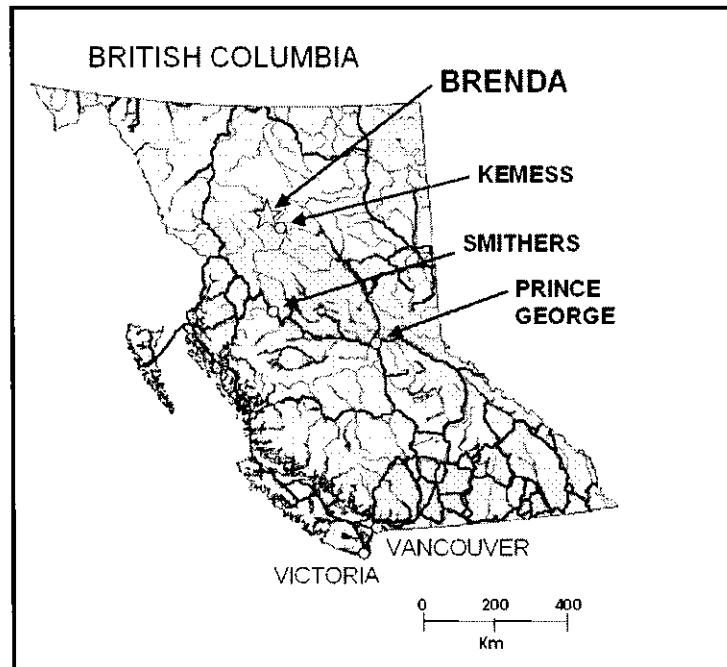 BRITISH COLUMBIA
BRENDA
KEMESS
SMITHERS
PRINCE
GEORGE
VANCOUVER
VICTORIA
0 200 400
Km